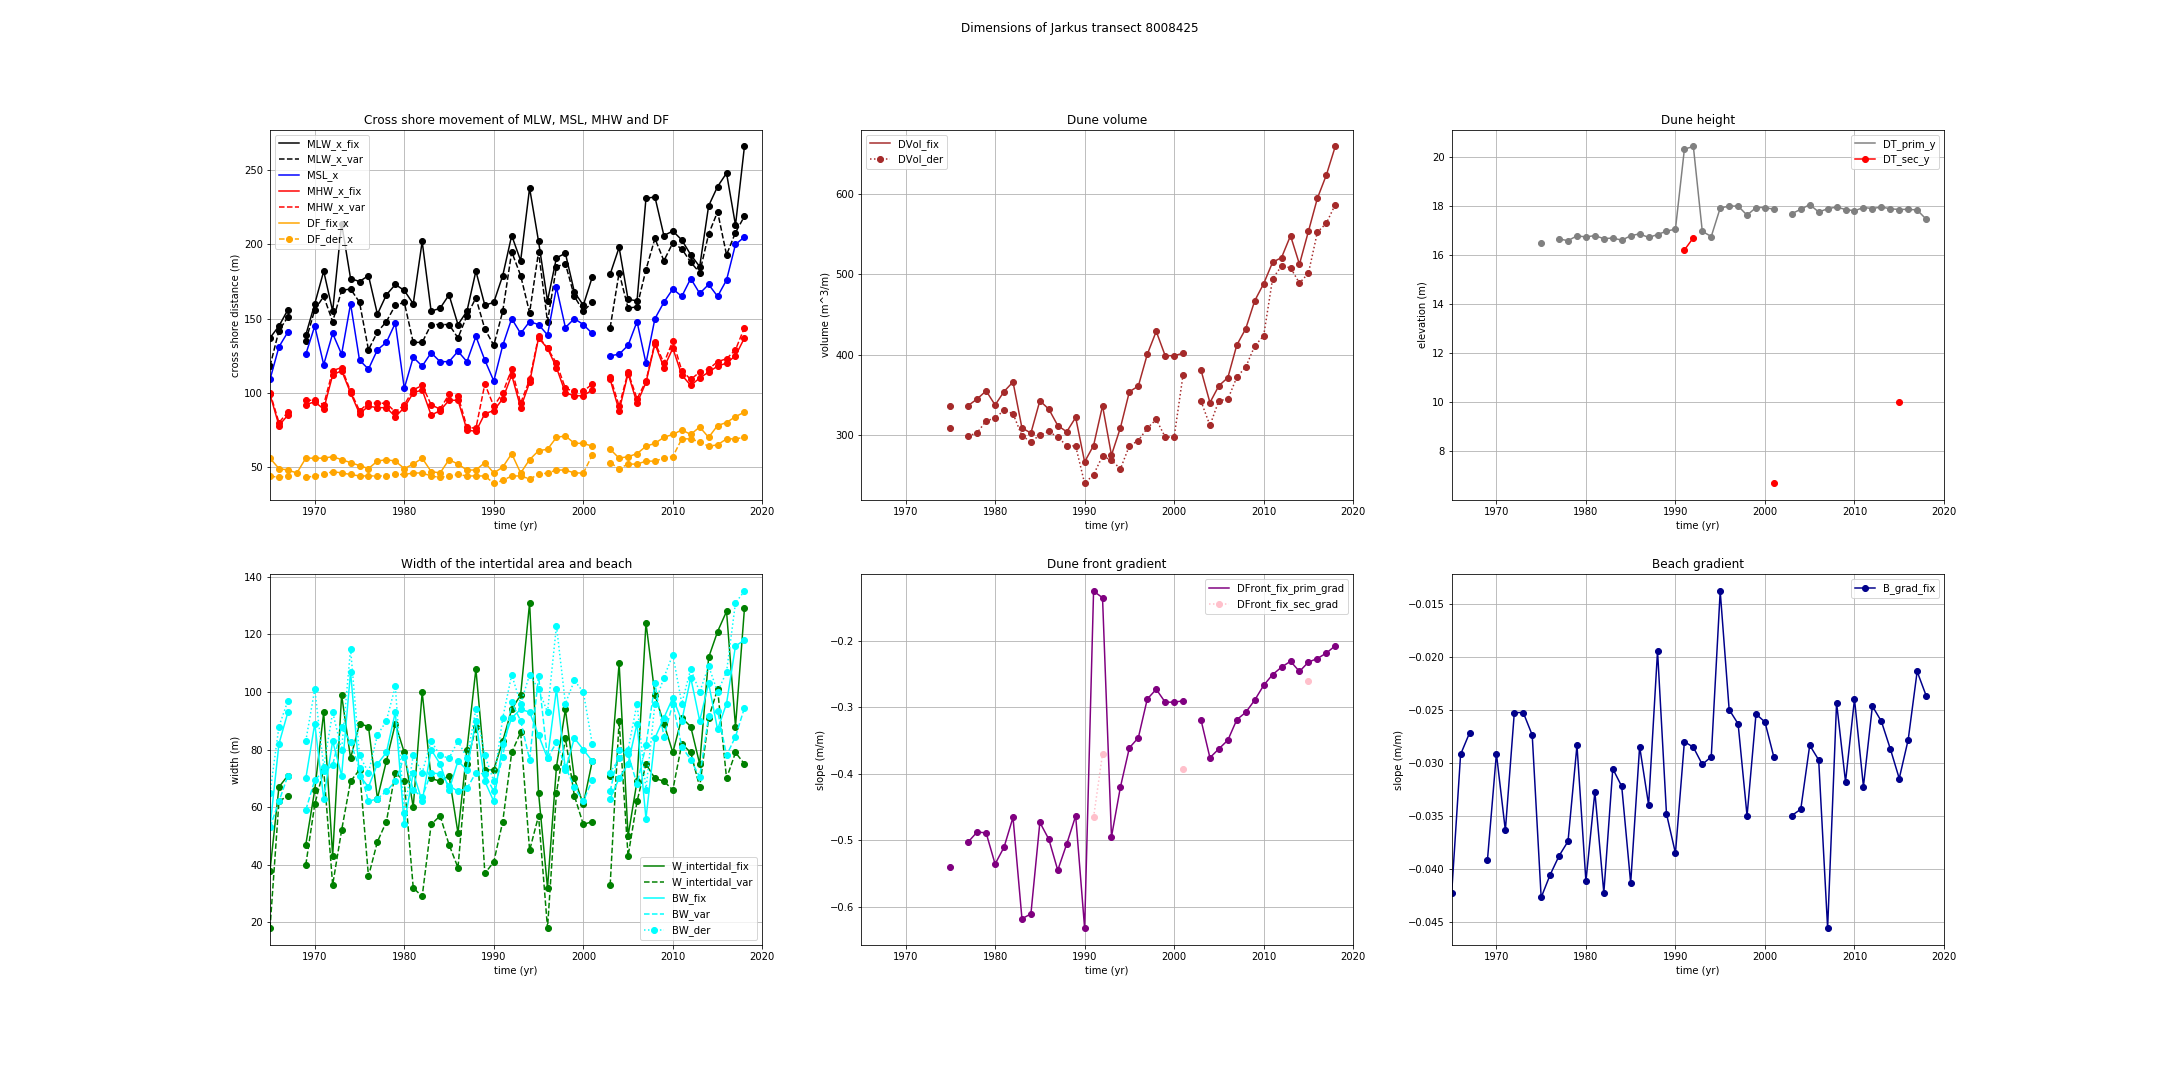 Dimensions of Jarkus transect 8008425
Cross shore movement of MLW, MSL, MHW and DF
cross shore distance (m)
250
200
150
100
50
MLW_x_fix
MLW_x_var
MSL_x
MHW_x_fix
MHW_x_var
DF_fix_x
DF_der_x
1970 1980 1990 2000 2010 2020
time (yr)
Dune volume
volume (m^3/m)
600
500
400
300
DVol_fix
DVol_der
1970 1980 1990 2000 2010 2020
time (yr)
Dune height
elevation (m)
20
18
16
14
12
10
8
DT_prim_y
DT_sec_y
1970 1980 1990 2000 2010 2020
time (yr)
Width of the intertidal area and beach
width (m)
140
120
100
80
60
40
20
W_intertidal_fix
W_intertidal_var
BW_fix
BW_var
BW_der
1970 1980 1990 2000 2010 2020
time (yr)
Dune front gradient
slope (m/m)
−0.2
−0.3
−0.4
−0.5
−0.6
DFront_fix_prim_grad
DFront_fix_sec_grad
1970 1980 1990 2000 2010 2020
time (yr)
Beach gradient
slope (m/m)
−0.015
−0.020
−0.025
−0.030
−0.035
−0.040
−0.045
B_grad_fix
1970 1980 1990 2000 2010 2020
time (yr)